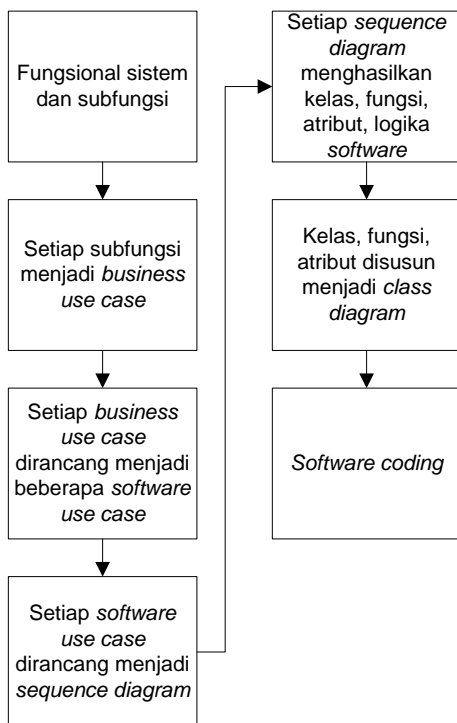 Fungsional sistem
dan subfungsi
Setiap subfungsi
menjadi business
use case
Setiap business
use case
dirancang menjadi
beberapa software
use case
Setiap software
use case
dirancang menjadi
sequence diagram
Setiap sequence
diagram
menghasilkan
kelas, fungsi,
atribut, logika
software
Kelas, fungsi,
atribut disusun
menjadi class
diagram
Software coding